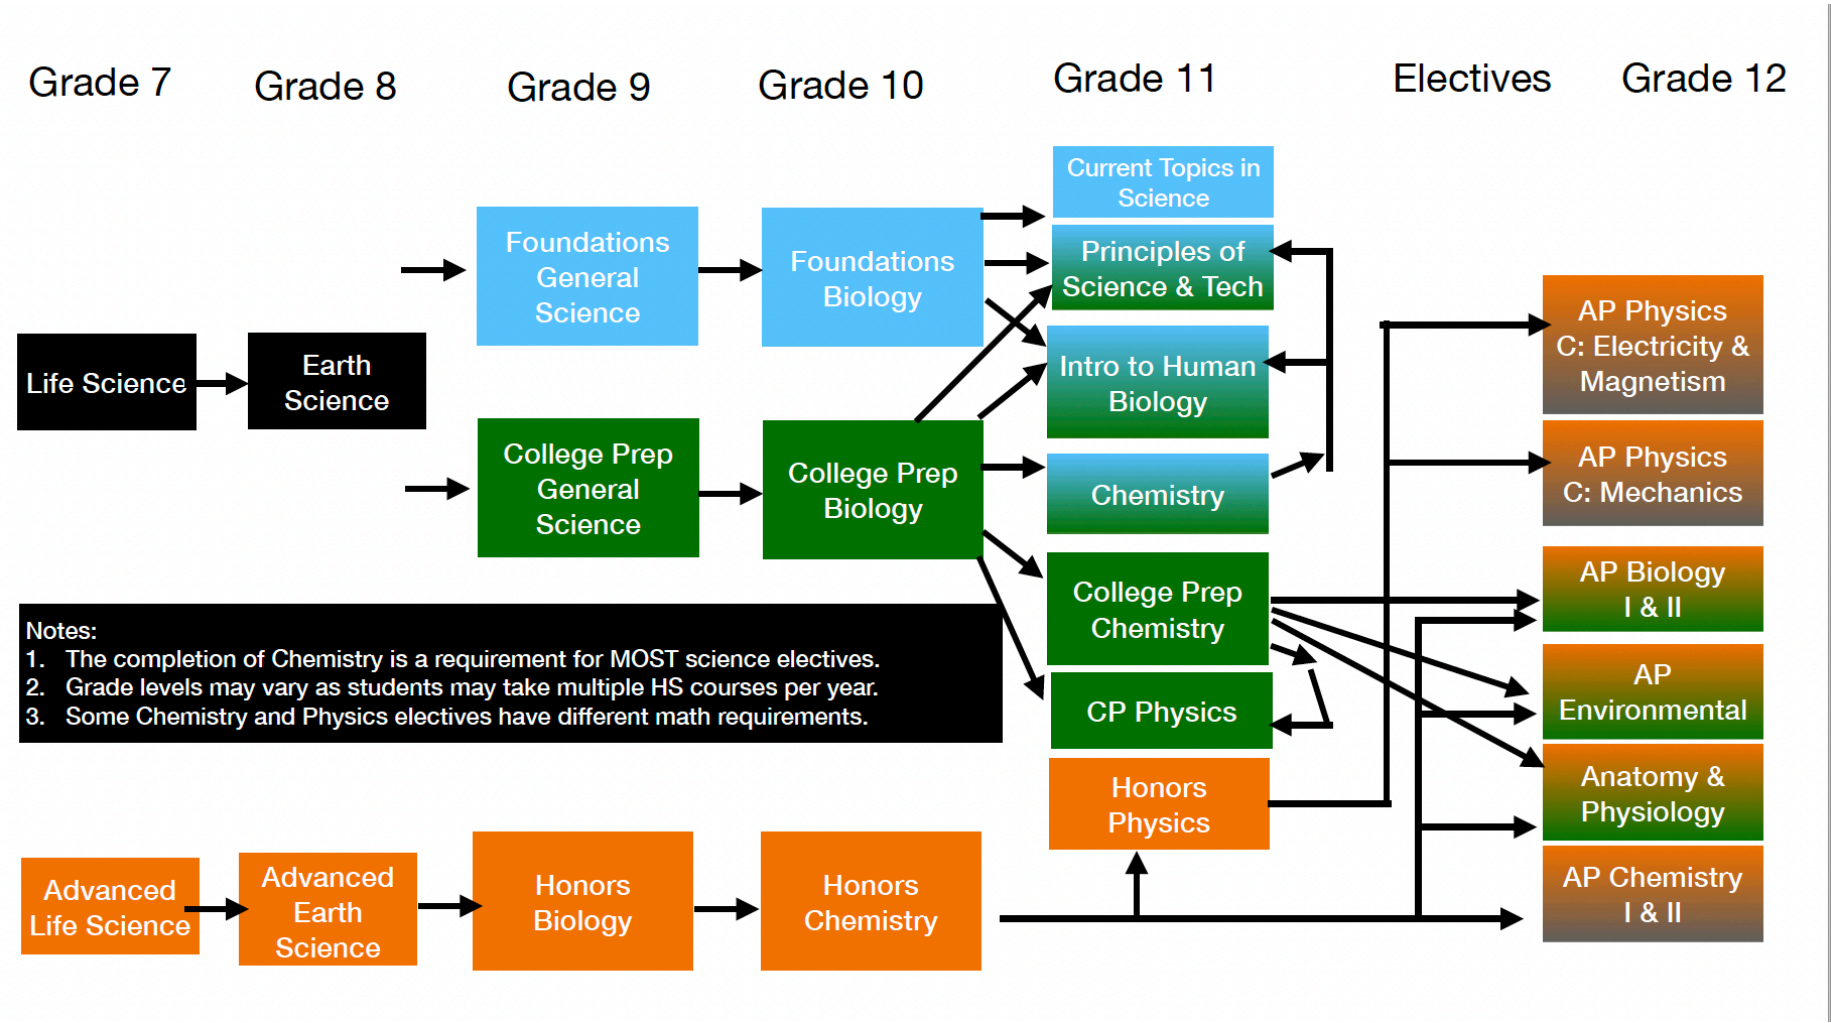 Grade 7
Grade 8
Grade 9
Grade 10
Grade 11
Electives
Grade 12
Life Science
Earth
Science
Foundations
General
Science
Foundations
Biology
College Prep
General
Science
College Prep
Biology
Current Topics in
Science
Principles of
Science & Tech
Intro to Human
Biology
Chemistry
College Prep
Chemistry
CP Physics
Honors
Physics
AP Physics
C: Electricity &
Magnetism
AP Physics
C: Mechanics
AP Biology
I & II
AP
Environmental
Anatomy &
Physiology
AP Chemistry
I & II
Notes:
1. The completion of Chemistry is a requirement for MOST science electives.
2. Grade levels may vary as students may take multiple HS courses per year.
3. Some Chemistry and Physics electives have different math requirements.
Advanced
Life Science
Advanced
Earth
Science
Honors
Biology
Honors
Chemistry